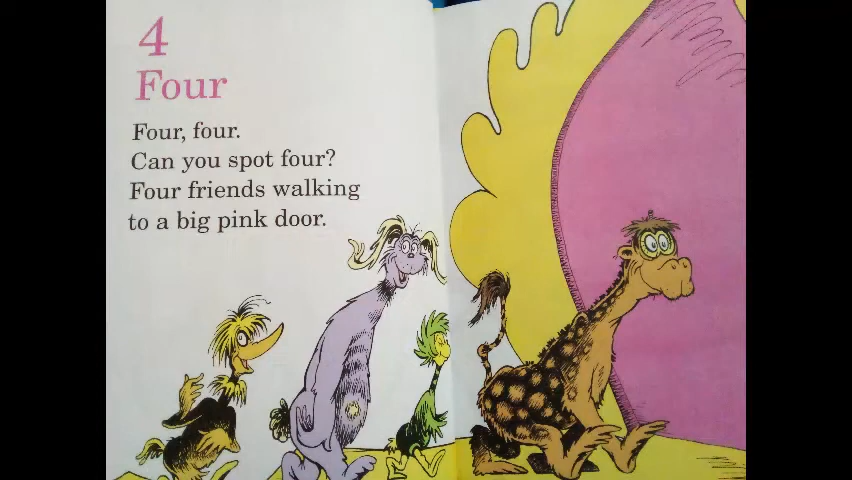 4
Four
Four, four.
Can you spot four?
Four friends walking
to a big pink door.